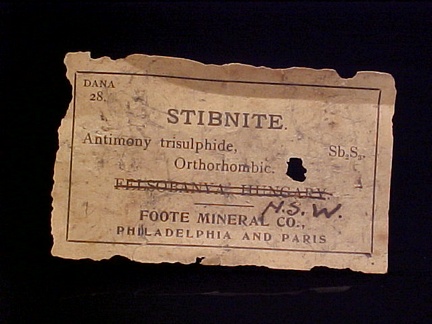 DANA
28.
STIBNITE.
Antimony trisulphide, Sb₂S₃.
Orthorhombic.
FELSOBANYA, HUNGARY.
N.S.W.
FOOTE MINERAL CO.,
PHILADELPHIA AND PARIS